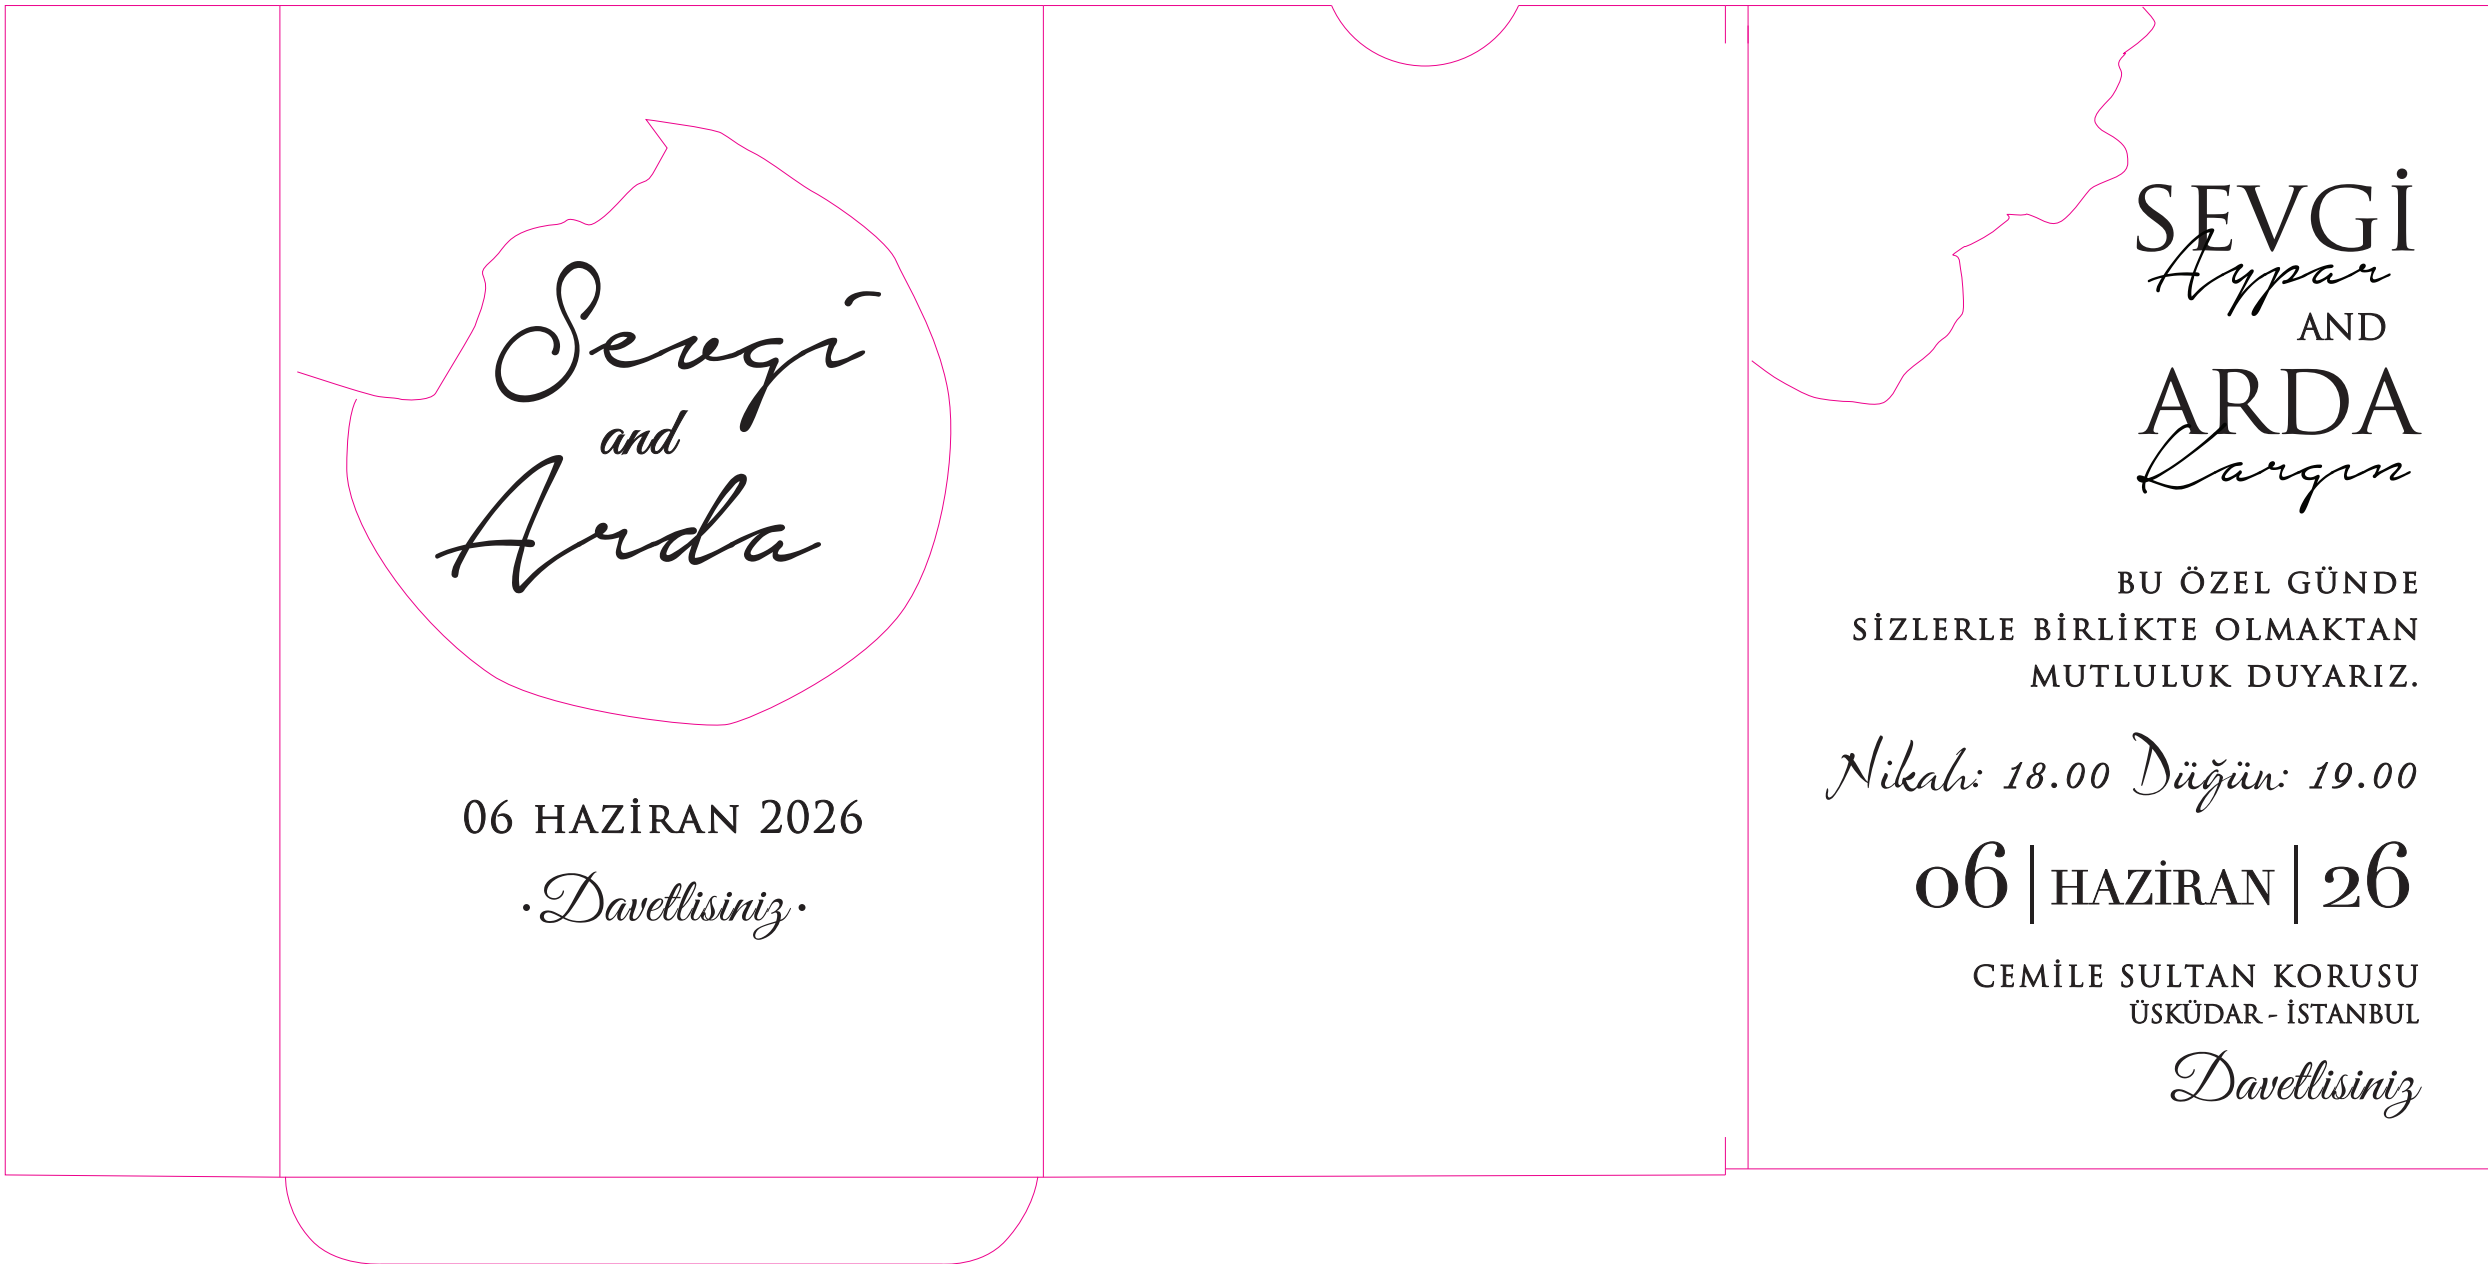 Sevgi
and
Arda
06 HAZİRAN 2026
• Davetlisiniz •
SEVGİ
Aypar
AND
ARDA
Kargın
BU ÖZEL GÜNDE
SİZLERLE BİRLİKTE OLMAKTAN
MUTLULUK DUYARIZ.
Nikah: 18.00 Düğün: 19.00
06 | HAZİRAN | 26
CEMİLE SULTAN KORUSU
ÜSKÜDAR - İSTANBUL
Davetlisiniz